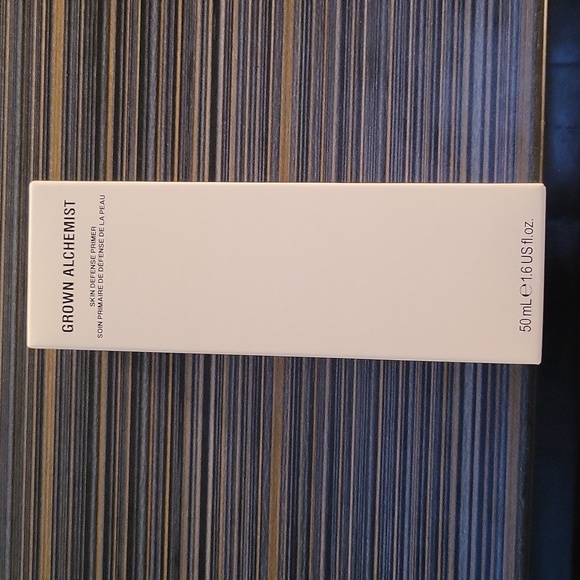 GROWN ALCHEMIST
SKIN DEFENSE PRIMER
SOIN PRIMAIRE DE DÉFENSE DE LA PEAU
50 mL ℮ 1.6 US fl.oz.